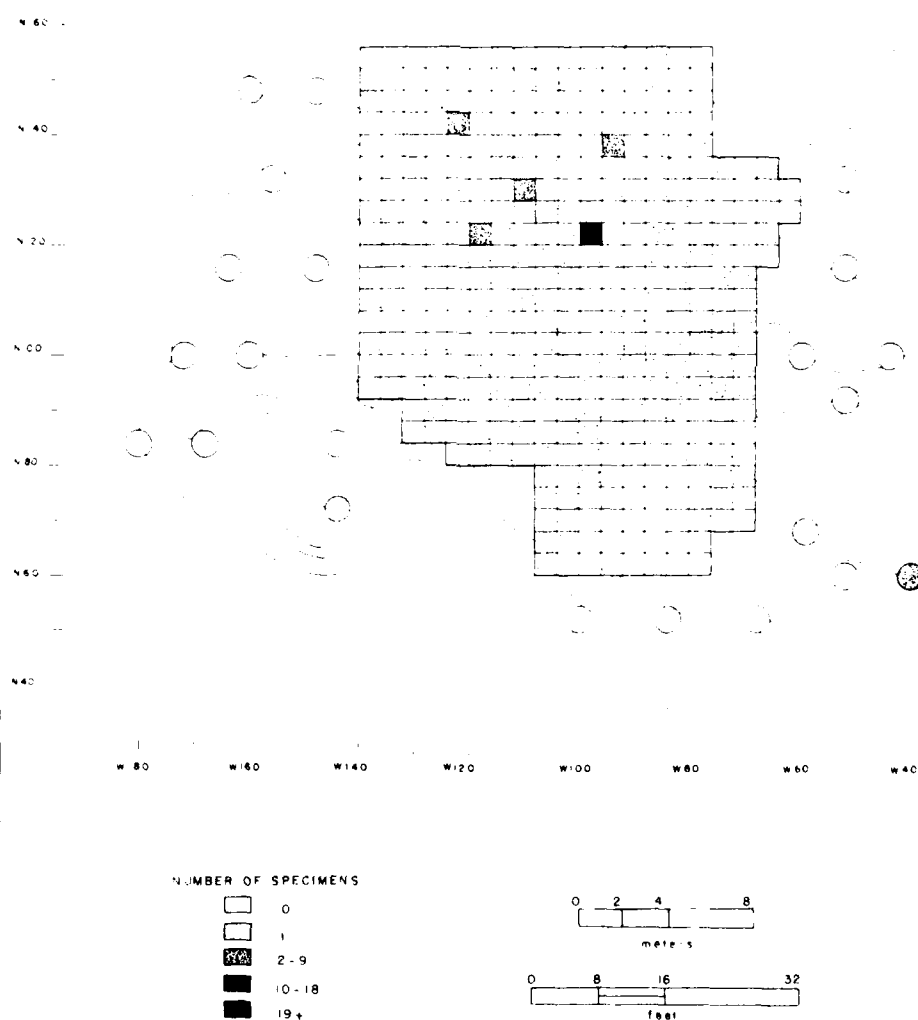 N 60
N 40
N 20
N 00
N 80
N 60
N 40
W 80 W 160 W 140 W 120 W 100 W 80 W 60 W 40
NUMBER OF SPECIMENS
0
1
2-9
10-18
19+
0 2 4 8
meters
0 8 16 32
feet